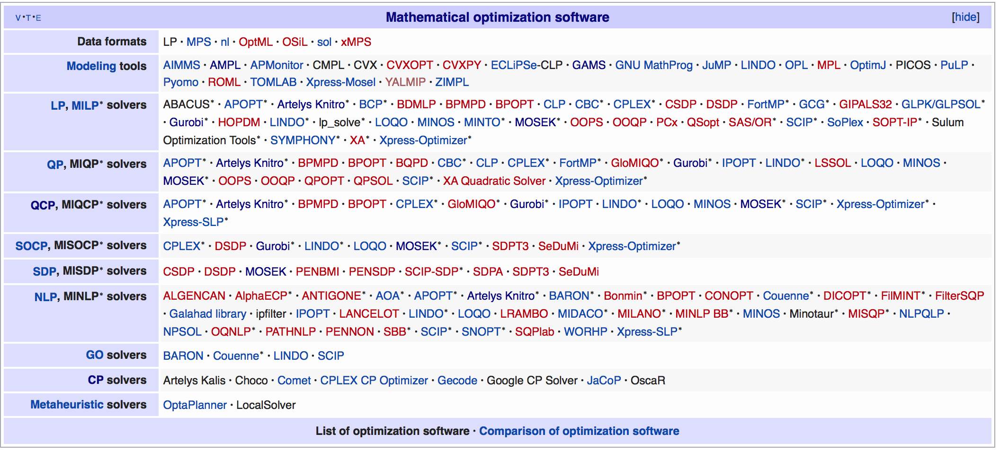 V•T•E Mathematical optimization software [hide]
Data formats LP · MPS · nl · OptML · OSiL · sol · xMPS
Modeling tools AIMMS · AMPL · APMonitor · CMPL · CVX · CVXOPT · CVXPY · ECLiPSe-CLP · GAMS · GNU MathProg · JuMP · LINDO · OPL · MPL · OptimJ · PICOS · PuLP ·
Pyomo · ROML · TOMLAB · Xpress-Mosel · YALMIP · ZIMPL
LP, MILP* solvers ABACUS* · APOPT* · Artelys Knitro* · BCP* · BDMLP · BPMPD · BPOPT · CLP · CBC* · CPLEX* · CSDP · DSDP · FortMP* · GCG* · GIPALS32 · GLPK/GLPSOL*
· Gurobi* · HOPDM · LINDO* · lp_solve* · LOQO · MINOS · MINTO* · MOSEK* · OOPS · OOQP · PCx · QSopt · SAS/OR* · SCIP* · SoPlex · SOPT-IP* · Sulum
Optimization Tools* · SYMPHONY* · XA* · Xpress-Optimizer*
QP, MIQP* solvers APOPT* · Artelys Knitro* · BPMPD · BPOPT · BQPD · CBC* · CLP · CPLEX* · FortMP* · GloMIQO* · Gurobi* · IPOPT · LINDO* · LSSOL · LOQO · MINOS ·
MOSEK* · OOPS · OOQP · QPOPT · QPSOL · SCIP* · XA Quadratic Solver · Xpress-Optimizer*
QCP, MIQCP* solvers APOPT* · Artelys Knitro* · BPMPD · BPOPT · CPLEX* · GloMIQO* · Gurobi* · IPOPT · LINDO* · LOQO · MINOS · MOSEK* · SCIP* · Xpress-Optimizer* ·
Xpress-SLP*
SOCP, MISOCP* solvers CPLEX* · DSDP · Gurobi* · LINDO* · LOQO · MOSEK* · SCIP* · SDPT3 · SeDuMi · Xpress-Optimizer*
SDP, MISDP* solvers CSDP · DSDP · MOSEK · PENBMI · PENSDP · SCIP-SDP* · SDPA · SDPT3 · SeDuMi
NLP, MINLP* solvers ALGENCAN · AlphaECP* · ANTIGONE* · AOA* · APOPT* · Artelys Knitro* · BARON* · Bonmin* · BPOPT · CONOPT · Couenne* · DICOPT* · FilMINT* · FilterSQP
· Galahad library · ipfilter · IPOPT · LANCELOT · LINDO* · LOQO · LRAMBO · MIDACO* · MILANO* · MINLP BB* · MINOS · Minotaur* · MISQP* · NLPQLP ·
NPSOL · OQNLP* · PATHNLP · PENNON · SBB* · SCIP* · SNOPT* · SQPlab · WORHP · Xpress-SLP*
GO solvers BARON · Couenne* · LINDO · SCIP
CP solvers Artelys Kalis · Choco · Comet · CPLEX CP Optimizer · Gecode · Google CP Solver · JaCoP · OscaR
Metaheuristic solvers OptaPlanner · LocalSolver
List of optimization software · Comparison of optimization software